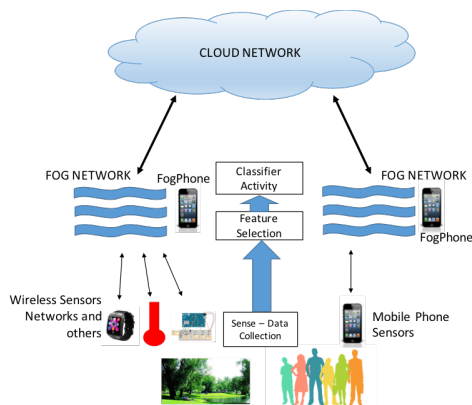 CLOUD NETWORK
FOG NETWORK
FogPhone
Classifier
Activity
Feature
Selection
FOG NETWORK
FogPhone
Wireless Sensors
Networks and
others
Sense – Data
Collection
Mobile Phone
Sensors